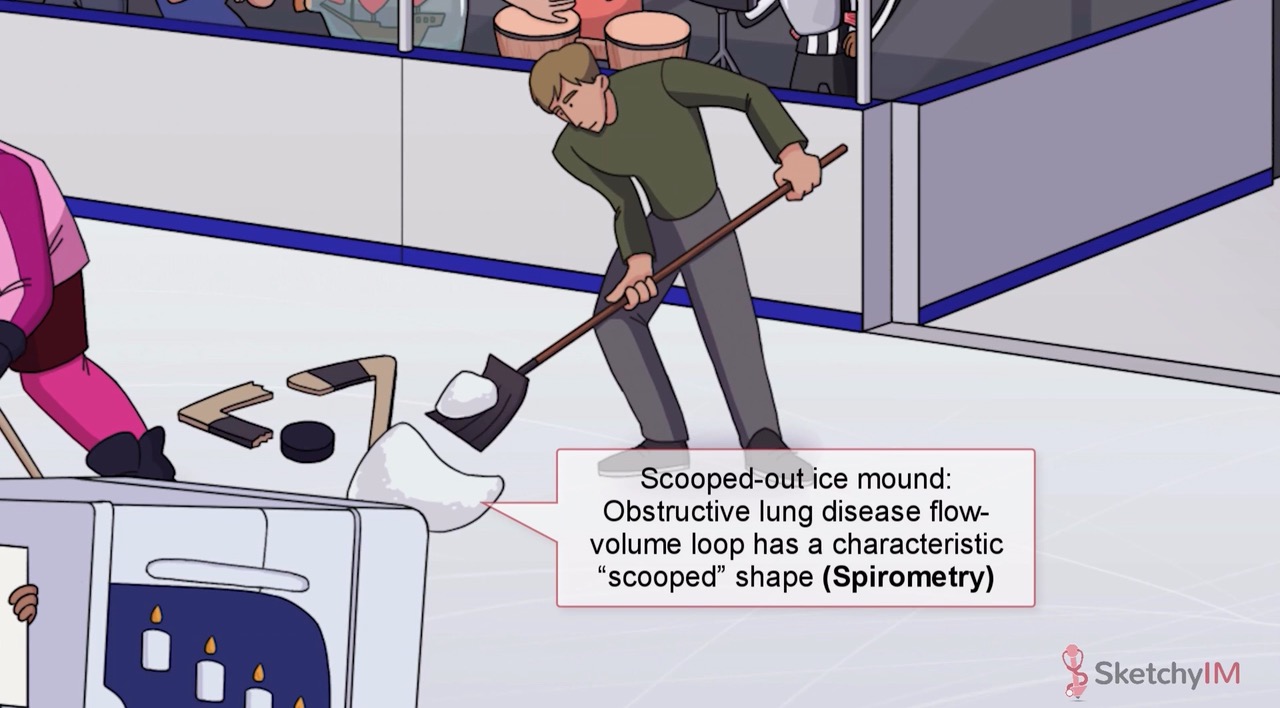 Scooped-out ice mound:
Obstructive lung disease flow-
volume loop has a characteristic
“scooped” shape (Spirometry)
SketchyIM